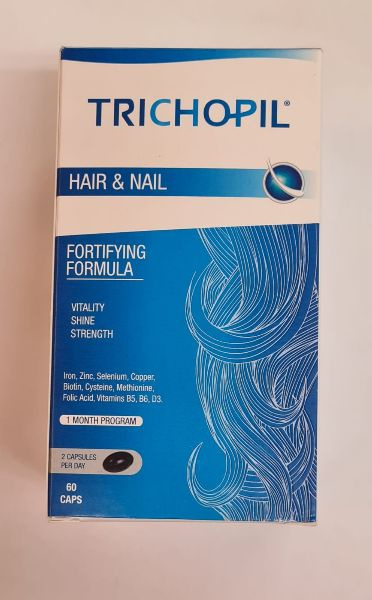 TRICHOPIL®
HAIR & NAIL
FORTIFYING
FORMULA
VITALITY
SHINE
STRENGTH
Iron, Zinc, Selenium, Copper,
Biotin, Cysteine, Methionine,
Folic Acid, Vitamins B5, B6, D3.
1 MONTH PROGRAM
2 CAPSULES
PER DAY
60
CAPS